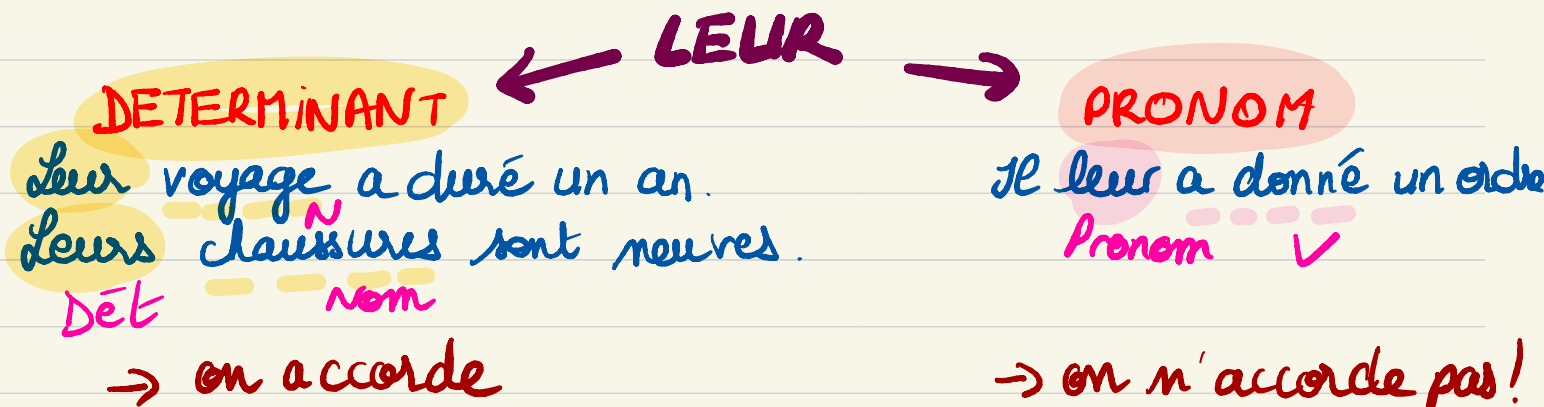 LEUR
DETERMINANT
Leur voyage a duré un an.
N
Leurs chaussures sont neuves.
Dét Nom
→ on accorde
PRONOM
Il leur a donné un ordre
Pronom V
→ on n'accorde pas!